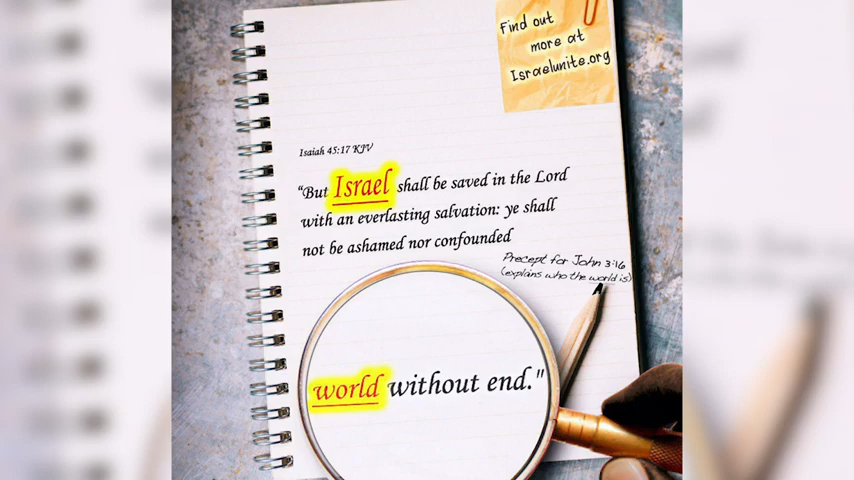 Find out
more at
Israelunite.org
Isaiah 45:17 KJV
"But Israel shall be saved in the Lord
with an everlasting salvation: ye shall
not be ashamed nor confounded
Precept for John 3:16
(explains who the world is)
world without end."